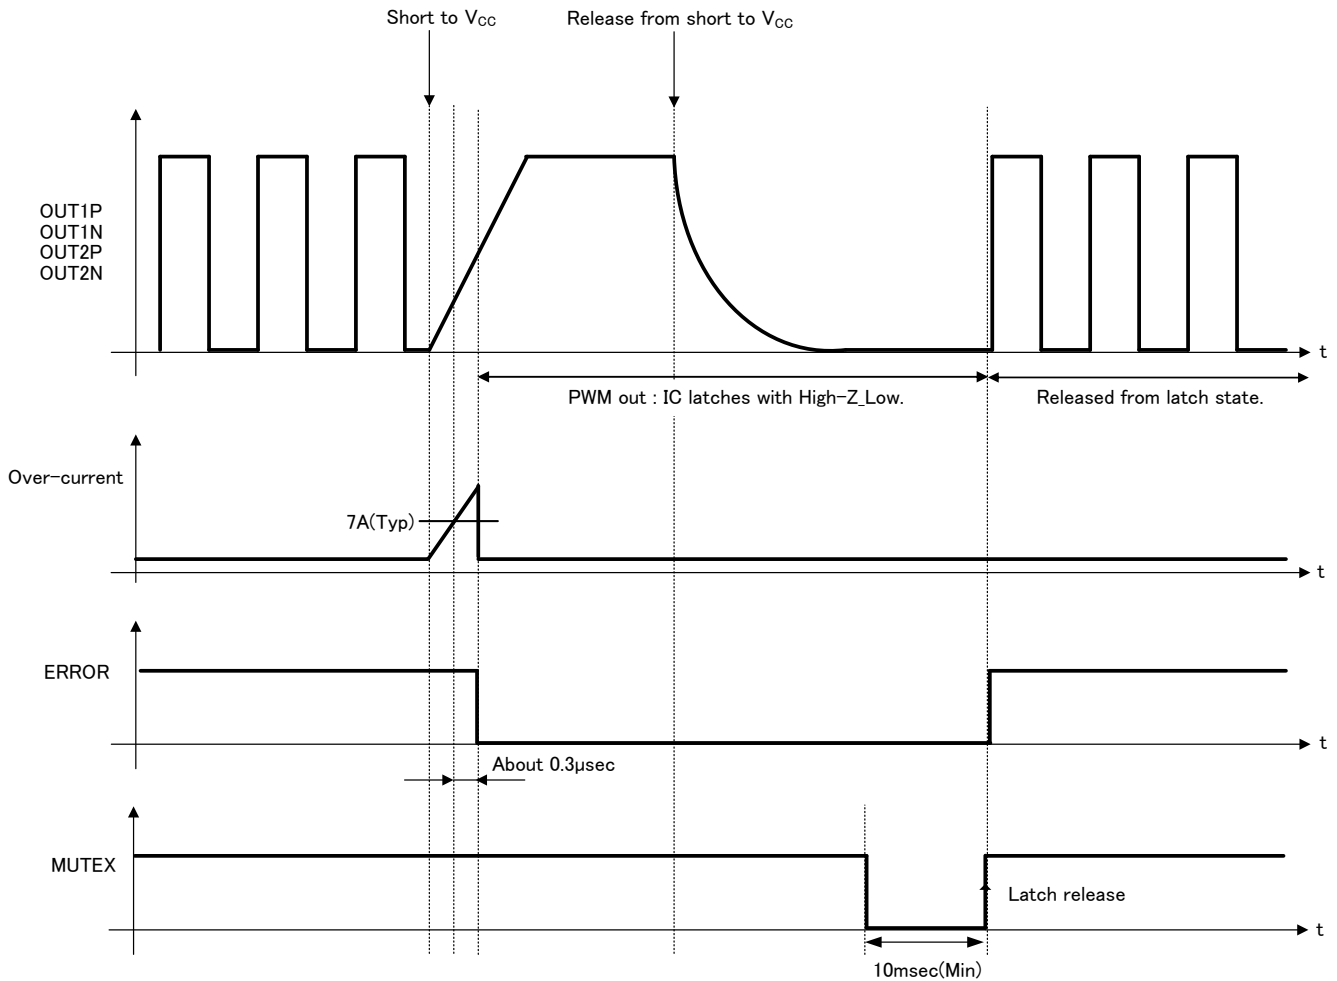 Short to VCC
Release from short to VCC
OUT1P
OUT1N
OUT2P
OUT2N
t
PWM out : IC latches with High-Z_Low.
Released from latch state.
Over-current
7A(Typ)
t
ERROR
t
About 0.3μsec
MUTEX
Latch release
t
10msec(Min)